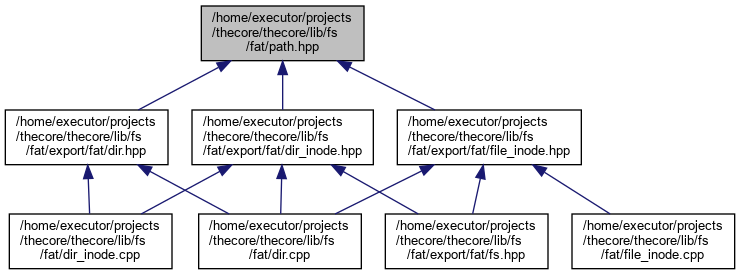 /home/executor/projects
/thecore/thecore/lib/fs
/fat/path.hpp
/home/executor/projects
/thecore/thecore/lib/fs
/fat/export/fat/dir.hpp
/home/executor/projects
/thecore/thecore/lib/fs
/fat/export/fat/dir_inode.hpp
/home/executor/projects
/thecore/thecore/lib/fs
/fat/export/fat/file_inode.hpp
/home/executor/projects
/thecore/thecore/lib/fs
/fat/dir_inode.cpp
/home/executor/projects
/thecore/thecore/lib/fs
/fat/dir.cpp
/home/executor/projects
/thecore/thecore/lib/fs
/fat/export/fat/fs.hpp
/home/executor/projects
/thecore/thecore/lib/fs
/fat/file_inode.cpp